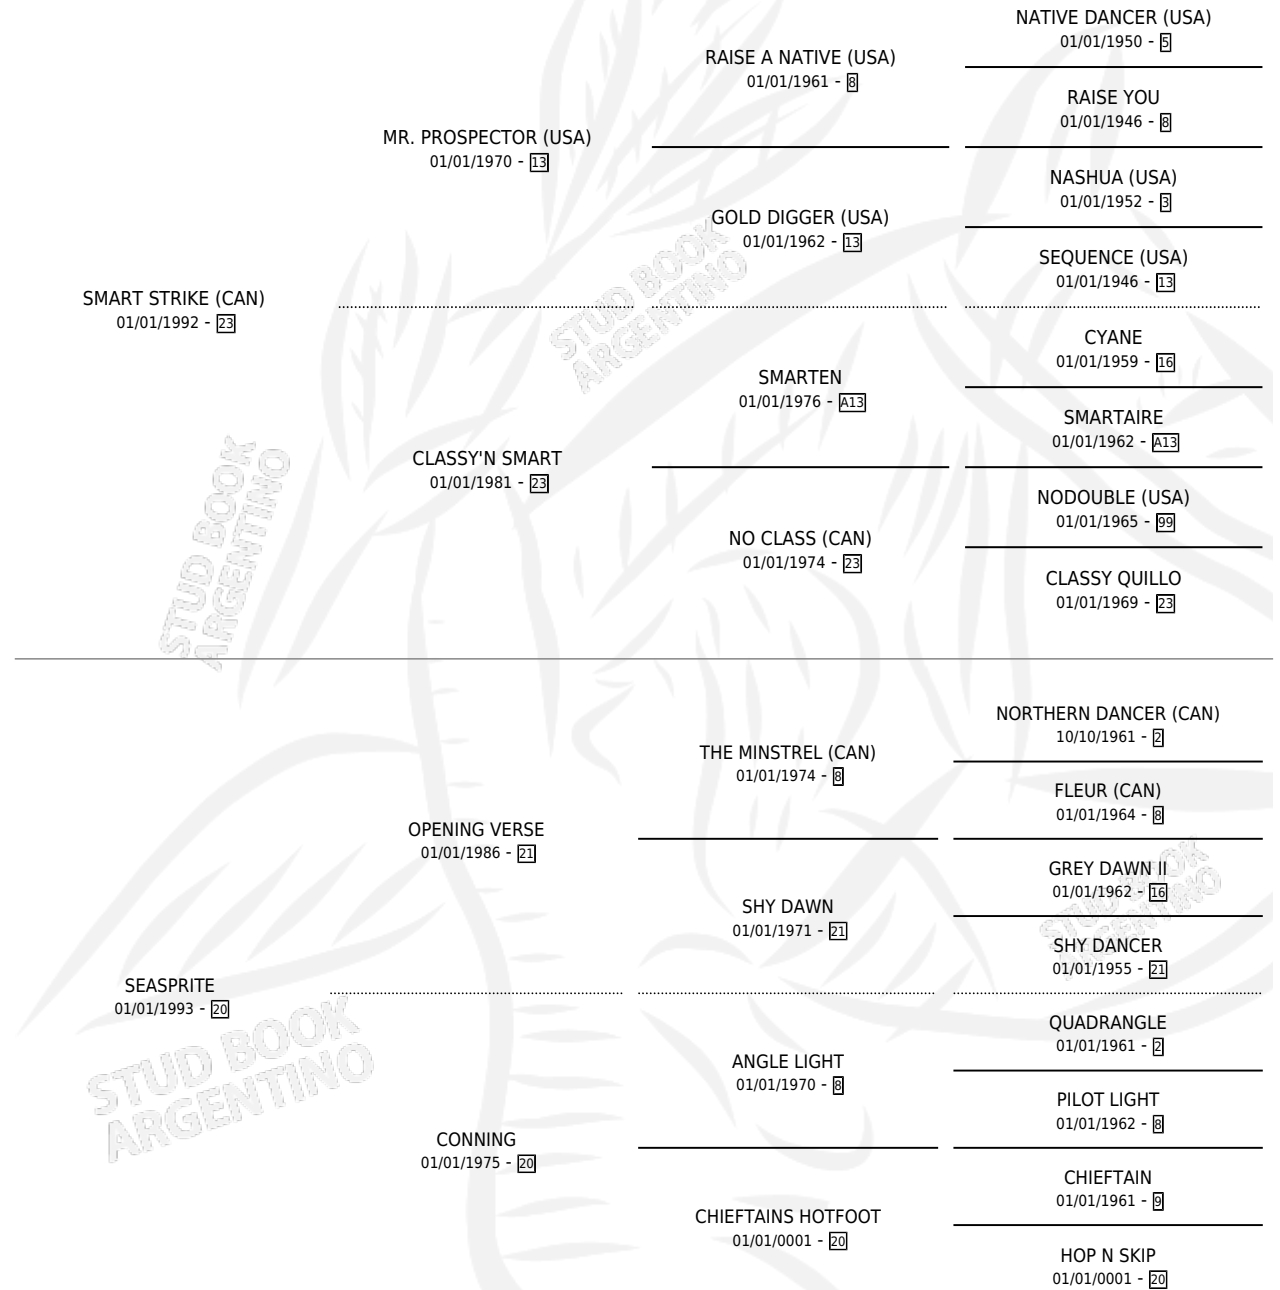 NATIVE DANCER (USA)
01/01/1950 - 5
RAISE A NATIVE (USA)
01/01/1961 - 8
RAISE YOU
01/01/1946 - 8
MR. PROSPECTOR (USA)
01/01/1970 - 13
NASHUA (USA)
01/01/1952 - 3
GOLD DIGGER (USA)
01/01/1962 - 13
SEQUENCE (USA)
01/01/1946 - 13
SMART STRIKE (CAN)
01/01/1992 - 23
STUD BOOK
ARGENTINO
CYANE
01/01/1959 - 16
SMARTEN
01/01/1976 - A13
SMARTAIRE
01/01/1962 - A13
CLASSY'N SMART
01/01/1981 - 23
NODOUBLE (USA)
01/01/1965 - 99
NO CLASS (CAN)
01/01/1974 - 23
CLASSY QUILLO
01/01/1969 - 23
STUD BOOK
ARGENTINO
NORTHERN DANCER (CAN)
10/10/1961 - 2
THE MINSTREL (CAN)
01/01/1974 - 8
FLEUR (CAN)
01/01/1964 - 8
OPENING VERSE
01/01/1986 - 21
GREY DAWN II
01/01/1962 - 16
SHY DAWN
01/01/1971 - 21
STUD BOOK
ARGENTINO
SHY DANCER
01/01/1955 - 21
SEASPRITE
01/01/1993 - 20
STUD BOOK
ARGENTINO
QUADRANGLE
01/01/1961 - 2
ANGLE LIGHT
01/01/1970 - 8
PILOT LIGHT
01/01/1962 - 8
CONNING
01/01/1975 - 20
CHIEFTAIN
01/01/1961 - 9
CHIEFTAINS HOTFOOT
01/01/0001 - 20
HOP N SKIP
01/01/0001 - 20